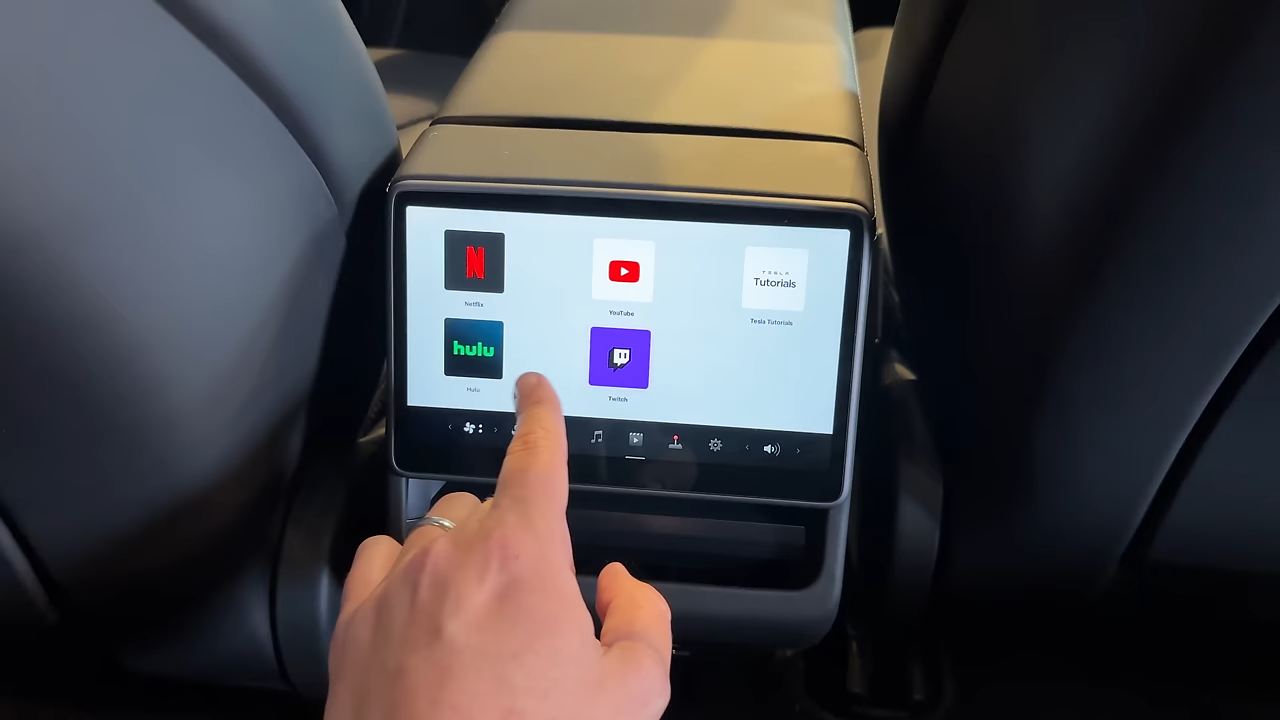 N
Netflix
YouTube
TESLA
Tutorials
Tesla Tutorials
hulu
Hulu
Twitch